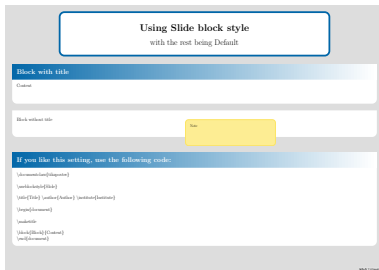 Using Slide block style
with the rest being Default
Block with title
Content
Block without title
Note
If you like this setting, use the following code:
\documentclass{tikzposter}
\useblockstyle{Slide}
\title{Title} \author{Author} \institute{Institute}
\begin{document}
\maketitle
\block{Block}{Content}
\end{document}